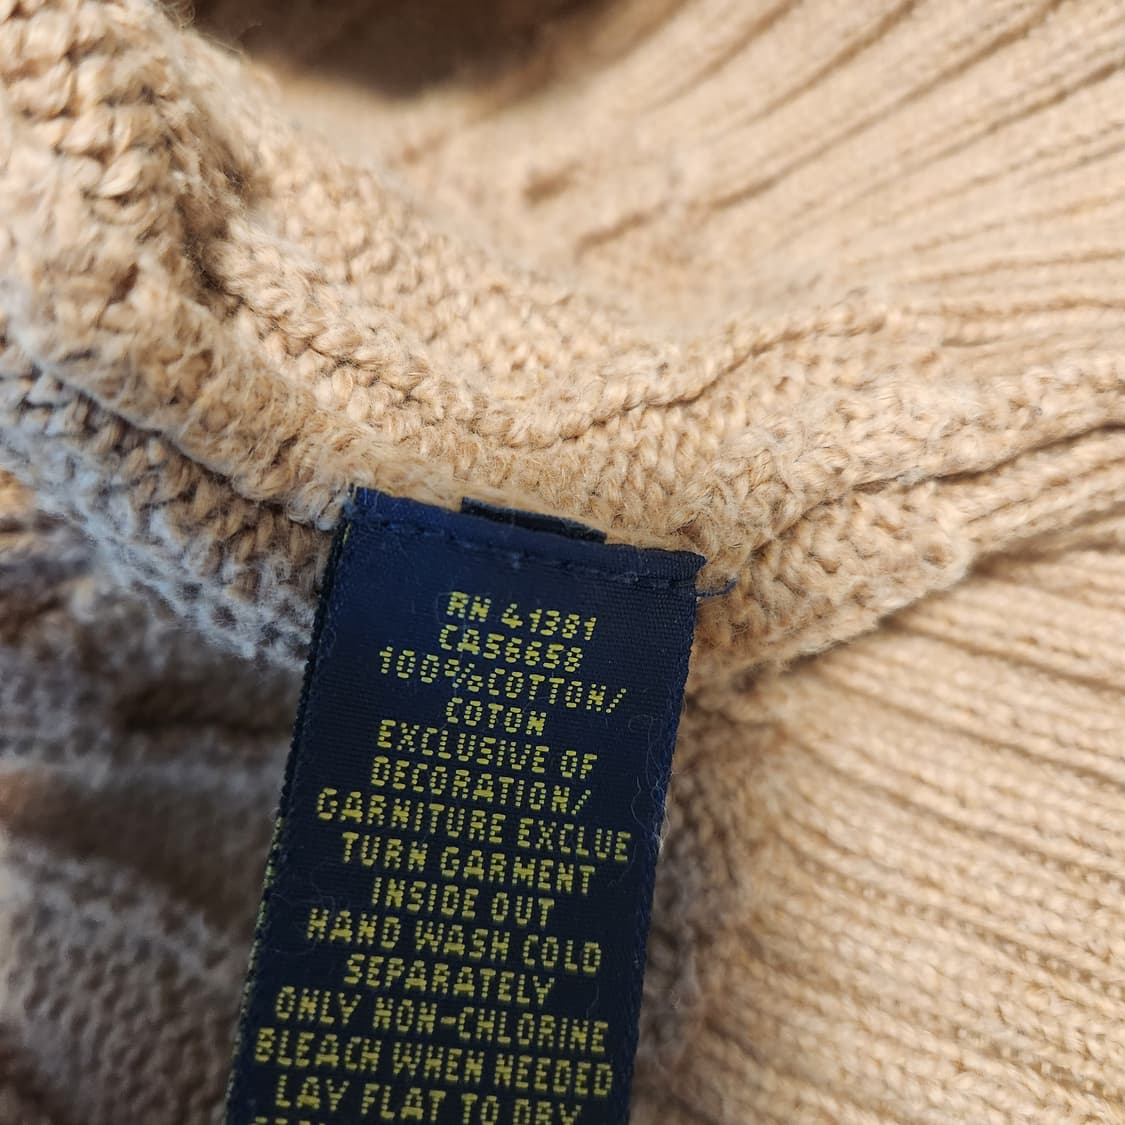 RN 41381
CA56658
100%COTTON/
COTON
EXCLUSIVE OF
DECORATION/
GARNITURE EXCLUE
TURN GARMENT
INSIDE OUT
HAND WASH COLD
SEPARATELY
ONLY NON-CHLORINE
BLEACH WHEN NEEDED
LAY FLAT TO DRY